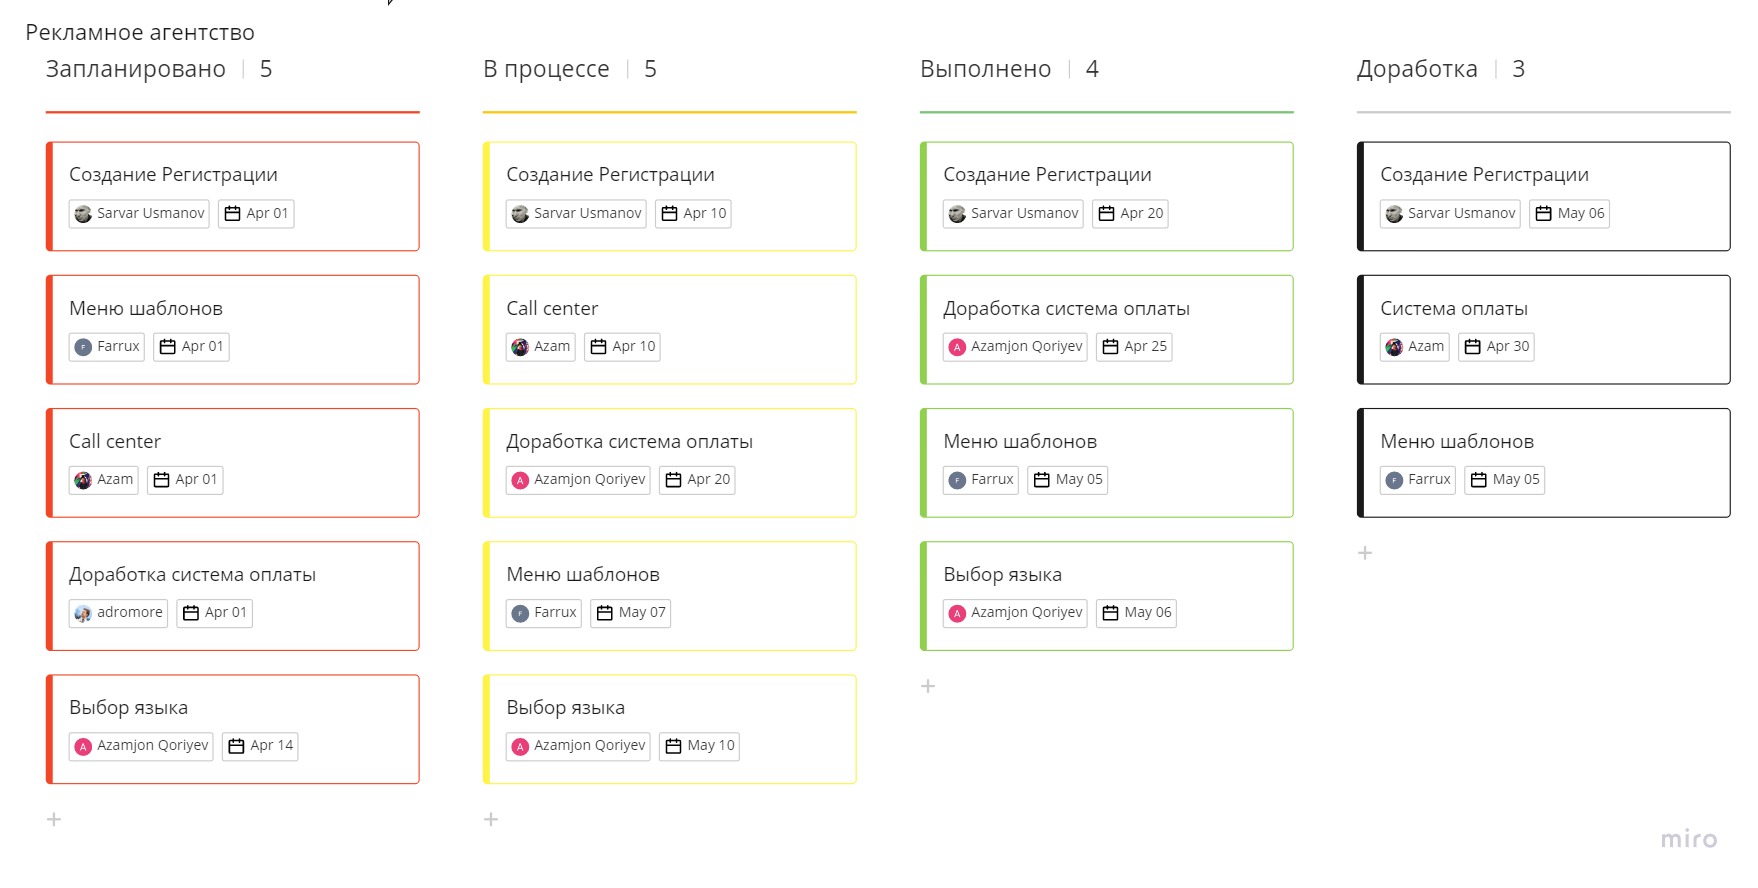 Рекламное агентство
Запланировано 5
Создание Регистрации
Sarvar Usmanov Apr 01
Меню шаблонов
F Farrux Apr 01
Call center
Azam Apr 01
Доработка система оплаты
adromore Apr 01
Выбор языка
A Azamjon Qoriyev Apr 14
+
В процессе 5
Создание Регистрации
Sarvar Usmanov Apr 10
Call center
Azam Apr 10
Доработка система оплаты
A Azamjon Qoriyev Apr 20
Меню шаблонов
F Farrux May 07
Выбор языка
A Azamjon Qoriyev May 10
+
Выполнено 4
Создание Регистрации
Sarvar Usmanov Apr 20
Доработка система оплаты
A Azamjon Qoriyev Apr 25
Меню шаблонов
F Farrux May 05
Выбор языка
A Azamjon Qoriyev May 06
+
Доработка 3
Создание Регистрации
Sarvar Usmanov May 06
Система оплаты
Azam Apr 30
Меню шаблонов
F Farrux May 05
+
miro